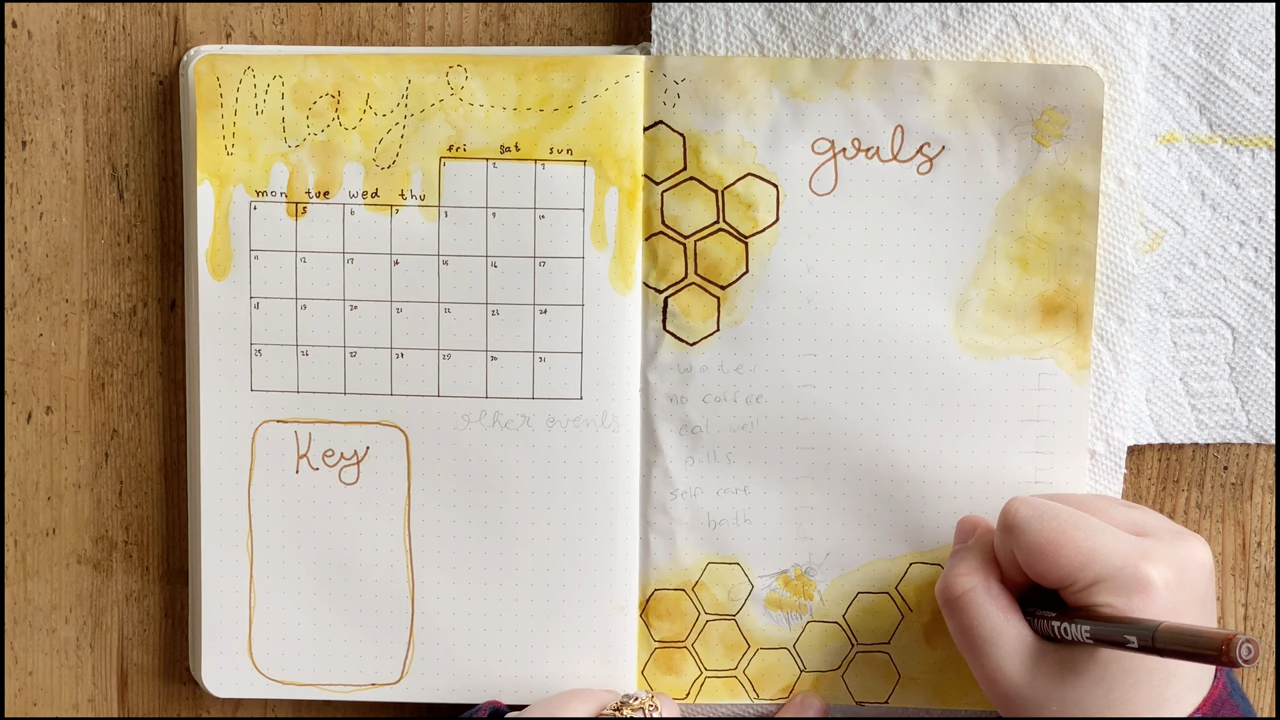 May
fri sat sun
1 2 3
mon tue wed thu
4 5 6 7 8 9 10
11 12 13 14 15 16 17
18 19 20 21 22 23 24
25 26 27 28 29 30 31
other events
Key
goals
water
no coffee
eat well
pills
self care
bath
TWINTONE